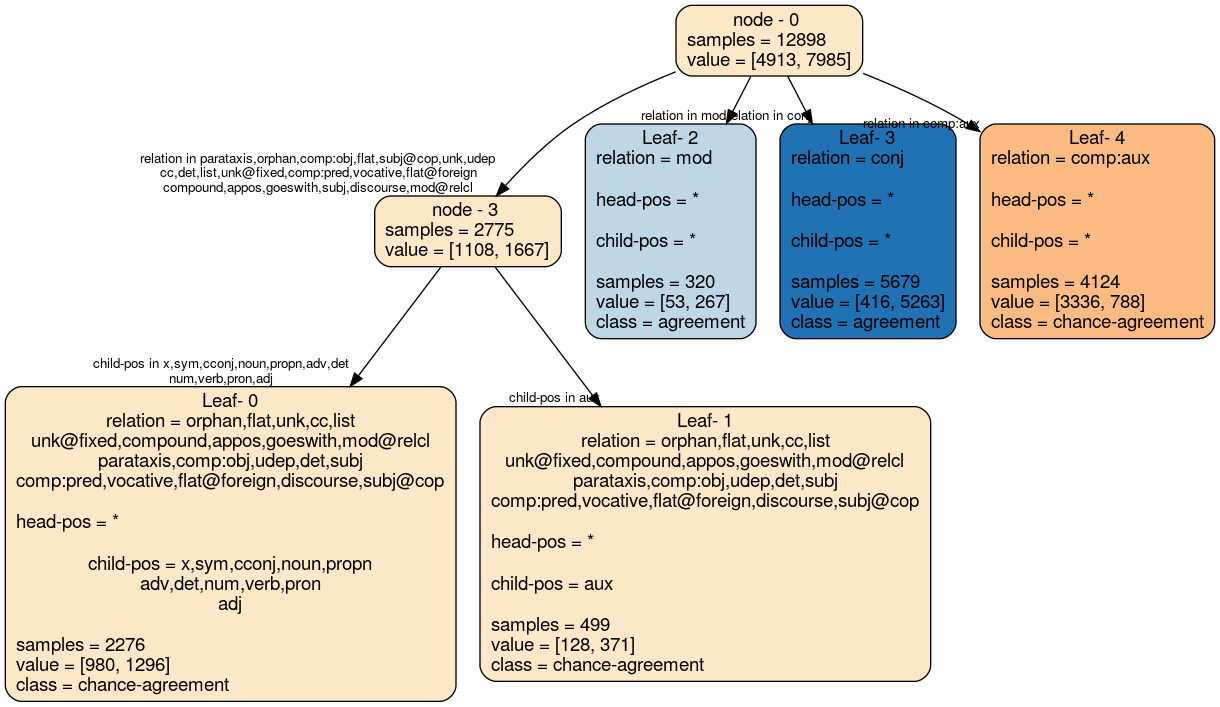 node - 0
samples = 12898
value = [4913, 7985]
relation in mod
relation in conj
relation in comp:aux
relation in parataxis,orphan,comp:obj,flat,subj@cop,unk,udep
cc,det,list,unk@fixed,comp:pred,vocative,flat@foreign
compound,appos,goeswith,subj,discourse,mod@relcl
node - 3
samples = 2775
value = [1108, 1667]
Leaf- 2
relation = mod
head-pos = *
child-pos = *
samples = 320
value = [53, 267]
class = agreement
Leaf- 3
relation = conj
head-pos = *
child-pos = *
samples = 5679
value = [416, 5263]
class = agreement
Leaf- 4
relation = comp:aux
head-pos = *
child-pos = *
samples = 4124
value = [3336, 788]
class = chance-agreement
child-pos in x,sym,cconj,noun,propn,adv,det
num,verb,pron,adj
child-pos in aux
Leaf- 0
relation = orphan,flat,unk,cc,list
unk@fixed,compound,appos,goeswith,mod@relcl
parataxis,comp:obj,udep,det,subj
comp:pred,vocative,flat@foreign,discourse,subj@cop
head-pos = *
child-pos = x,sym,cconj,noun,propn
adv,det,num,verb,pron
adj
samples = 2276
value = [980, 1296]
class = chance-agreement
Leaf- 1
relation = orphan,flat,unk,cc,list
unk@fixed,compound,appos,goeswith,mod@relcl
parataxis,comp:obj,udep,det,subj
comp:pred,vocative,flat@foreign,discourse,subj@cop
head-pos = *
child-pos = aux
samples = 499
value = [128, 371]
class = chance-agreement